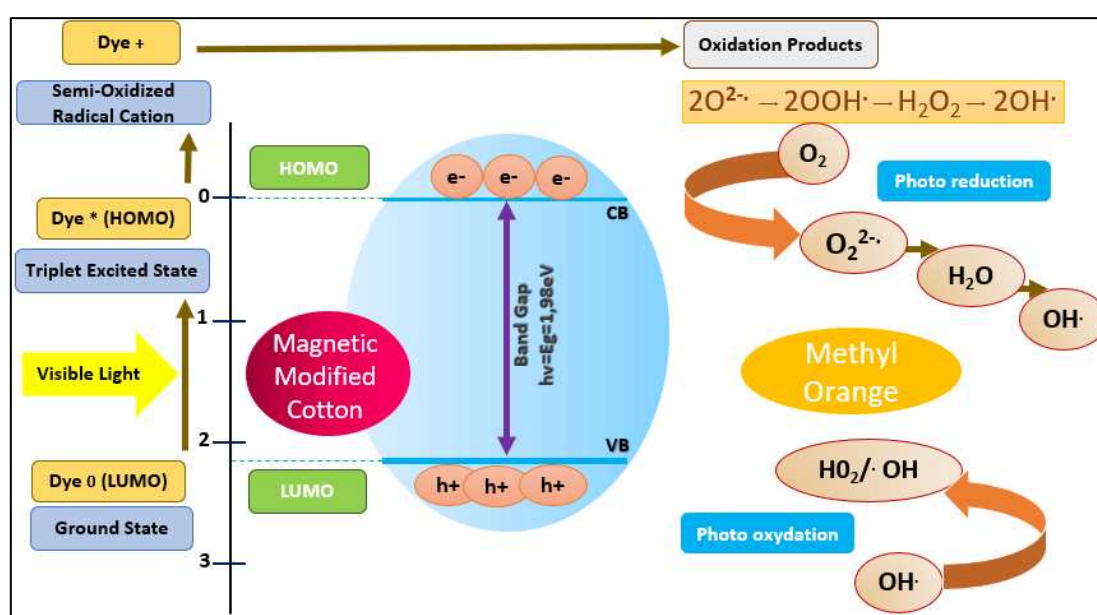 Dye +
Oxidation Products
Semi-Oxidized
Radical Cation
2O²⁻· → 2OOH· → H₂O₂ → 2OH·
HOMO
e-
e-
e-
O₂
Photo reduction
0
CB
Dye * (HOMO)
O₂²⁻·
Triplet Excited State
H₂O
OH·
1
Band Gap
hv=Eg=1,98eV
Visible Light
Magnetic
Modified
Cotton
Methyl
Orange
2
VB
Dye 0 (LUMO)
LUMO
h+
h+
h+
H0₂/· OH
Ground State
Photo oxydation
3
OH·